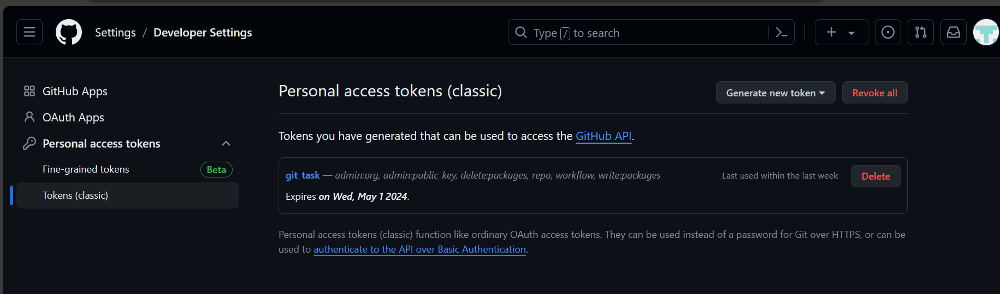 Settings / Developer Settings
Type / to search
GitHub Apps
OAuth Apps
Personal access tokens
Fine-grained tokens Beta
Tokens (classic)
Personal access tokens (classic)
Generate new token
Revoke all
Tokens you have generated that can be used to access the GitHub API.
git_task — admin:org, admin:public_key, delete:packages, repo, workflow, write:packages
Last used within the last week
Delete
Expires on Wed, May 1 2024.
Personal access tokens (classic) function like ordinary OAuth access tokens. They can be used instead of a password for Git over HTTPS, or can be
used to authenticate to the API over Basic Authentication.